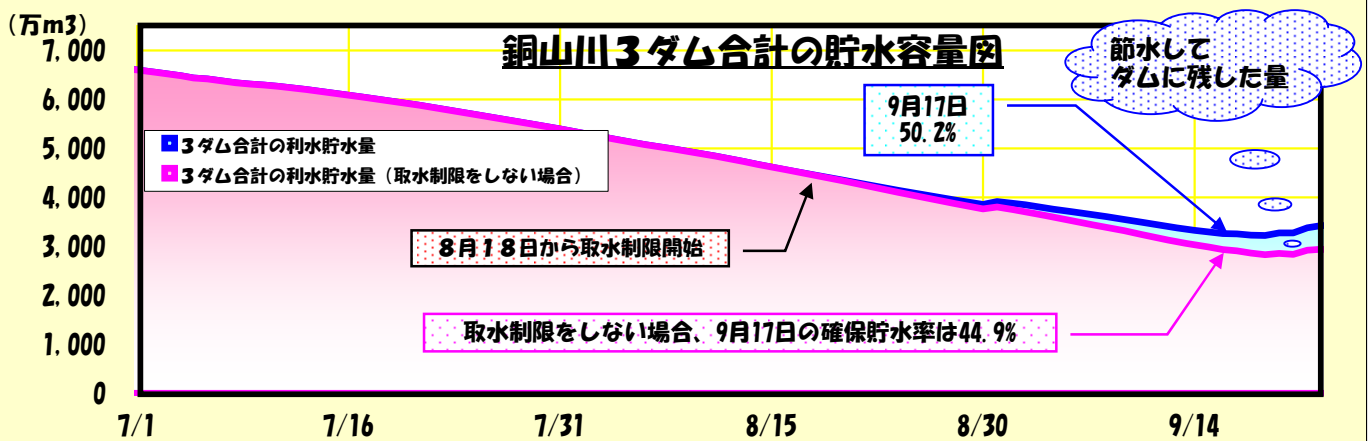 （万m3）
銅山川３ダム合計の貯水容量図
節水して
ダムに残した量
7,000
6,000
5,000
4,000
3,000
2,000
1,000
0
9月17日
50.2%
３ダム合計の利水貯水量
３ダム合計の利水貯水量（取水制限をしない場合）
８月１８日から取水制限開始
取水制限をしない場合、9月17日の確保貯水率は44.9%
7/1
7/16
7/31
8/15
8/30
9/14